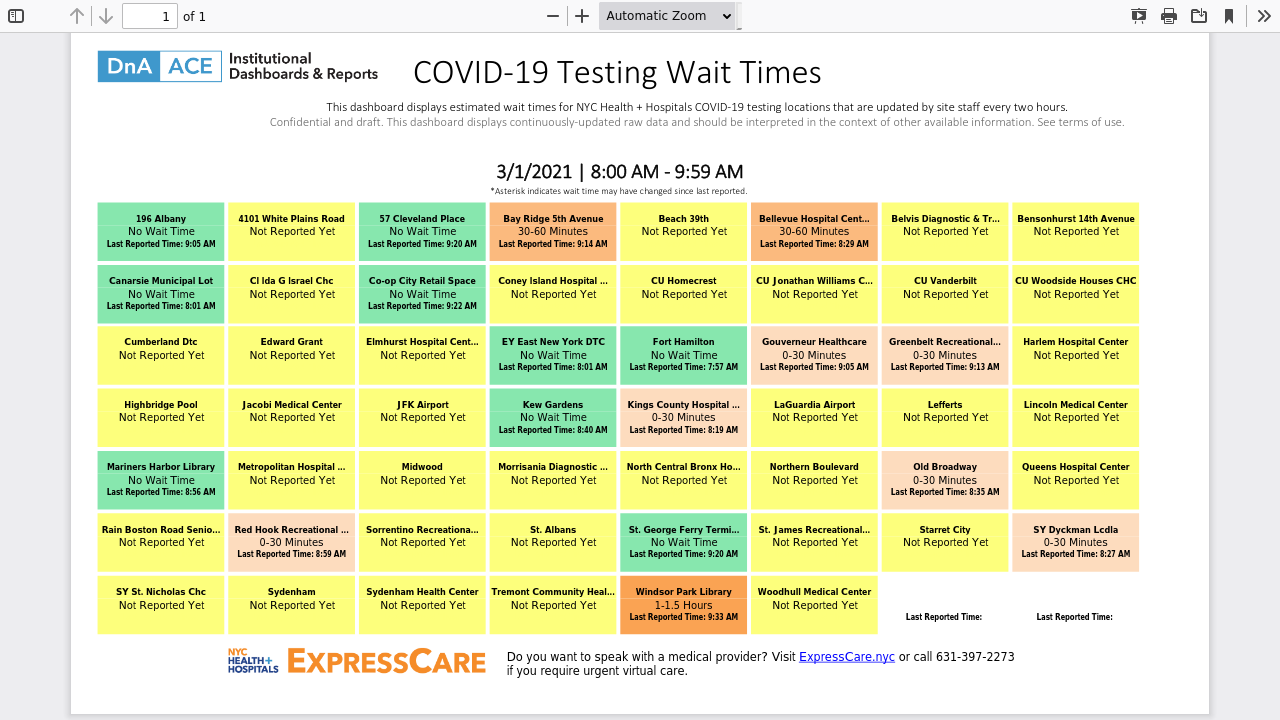 1 of 1
Automatic Zoom
DnA ACE Institutional Dashboards & Reports
COVID-19 Testing Wait Times
This dashboard displays estimated wait times for NYC Health + Hospitals COVID-19 testing locations that are updated by site staff every two hours.
Confidential and draft. This dashboard displays continuously-updated raw data and should be interpreted in the context of other available information. See terms of use.
3/1/2021 | 8:00 AM - 9:59 AM
*Asterisk indicates wait time may have changed since last reported.
196 Albany
No Wait Time
Last Reported Time: 9:05 AM
4101 White Plains Road
Not Reported Yet
57 Cleveland Place
No Wait Time
Last Reported Time: 9:20 AM
Bay Ridge 5th Avenue
30-60 Minutes
Last Reported Time: 9:14 AM
Beach 39th
Not Reported Yet
Bellevue Hospital Cent...
30-60 Minutes
Last Reported Time: 8:29 AM
Belvis Diagnostic & Tr...
Not Reported Yet
Bensonhurst 14th Avenue
Not Reported Yet
Canarsie Municipal Lot
No Wait Time
Last Reported Time: 8:01 AM
CI Ida G Israel Chc
Not Reported Yet
Co-op City Retail Space
No Wait Time
Last Reported Time: 9:22 AM
Coney Island Hospital ...
Not Reported Yet
CU Homecrest
Not Reported Yet
CU Jonathan Williams C...
Not Reported Yet
CU Vanderbilt
Not Reported Yet
CU Woodside Houses CHC
Not Reported Yet
Cumberland Dtc
Not Reported Yet
Edward Grant
Not Reported Yet
Elmhurst Hospital Cent...
Not Reported Yet
EY East New York DTC
No Wait Time
Last Reported Time: 8:01 AM
Fort Hamilton
No Wait Time
Last Reported Time: 7:57 AM
Gouverneur Healthcare
0-30 Minutes
Last Reported Time: 9:05 AM
Greenbelt Recreational...
0-30 Minutes
Last Reported Time: 9:13 AM
Harlem Hospital Center
Not Reported Yet
Highbridge Pool
Not Reported Yet
Jacobi Medical Center
Not Reported Yet
JFK Airport
Not Reported Yet
Kew Gardens
No Wait Time
Last Reported Time: 8:40 AM
Kings County Hospital ...
0-30 Minutes
Last Reported Time: 8:19 AM
LaGuardia Airport
Not Reported Yet
Lefferts
Not Reported Yet
Lincoln Medical Center
Not Reported Yet
Mariners Harbor Library
No Wait Time
Last Reported Time: 8:56 AM
Metropolitan Hospital ...
Not Reported Yet
Midwood
Not Reported Yet
Morrisania Diagnostic ...
Not Reported Yet
North Central Bronx Ho...
Not Reported Yet
Northern Boulevard
Not Reported Yet
Old Broadway
0-30 Minutes
Last Reported Time: 8:35 AM
Queens Hospital Center
Not Reported Yet
Rain Boston Road Senio...
Not Reported Yet
Red Hook Recreational ...
0-30 Minutes
Last Reported Time: 8:59 AM
Sorrentino Recreationa...
Not Reported Yet
St. Albans
Not Reported Yet
St. George Ferry Termi...
No Wait Time
Last Reported Time: 9:20 AM
St. James Recreational...
Not Reported Yet
Starret City
Not Reported Yet
SY Dyckman Lcdla
0-30 Minutes
Last Reported Time: 8:27 AM
SY St. Nicholas Chc
Not Reported Yet
Sydenham
Not Reported Yet
Sydenham Health Center
Not Reported Yet
Tremont Community Heal...
Not Reported Yet
Windsor Park Library
1-1.5 Hours
Last Reported Time: 9:33 AM
Woodhull Medical Center
Not Reported Yet
Last Reported Time:
Last Reported Time:
NYC HEALTH+ HOSPITALS
EXPRESSCARE
Do you want to speak with a medical provider? Visit ExpressCare.nyc or call 631-397-2273
if you require urgent virtual care.